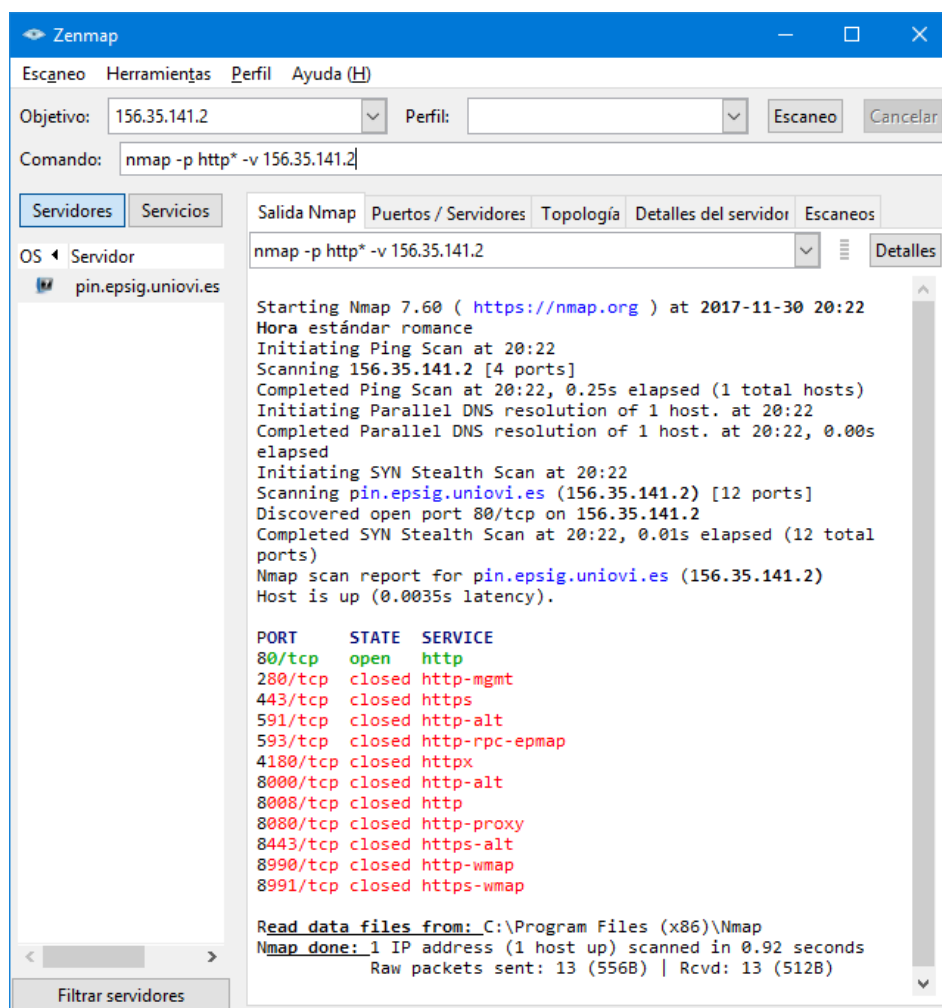 Zenmap
Escaneo Herramientas Perfil Ayuda (H)
Objetivo: 156.35.141.2 Perfil: Escaneo Cancelar
Comando: nmap -p http* -v 156.35.141.2
Servidores Servicios Salida Nmap Puertos / Servidores Topología Detalles del servidor Escaneos
OS Servidor nmap -p http* -v 156.35.141.2 Detalles
pin.epsig.uniovi.es
Starting Nmap 7.60 ( https://nmap.org ) at 2017-11-30 20:22
Hora estándar romance
Initiating Ping Scan at 20:22
Scanning 156.35.141.2 [4 ports]
Completed Ping Scan at 20:22, 0.25s elapsed (1 total hosts)
Initiating Parallel DNS resolution of 1 host. at 20:22
Completed Parallel DNS resolution of 1 host. at 20:22, 0.00s
elapsed
Initiating SYN Stealth Scan at 20:22
Scanning pin.epsig.uniovi.es (156.35.141.2) [12 ports]
Discovered open port 80/tcp on 156.35.141.2
Completed SYN Stealth Scan at 20:22, 0.01s elapsed (12 total
ports)
Nmap scan report for pin.epsig.uniovi.es (156.35.141.2)
Host is up (0.0035s latency).
PORT STATE SERVICE
80/tcp open http
280/tcp closed http-mgmt
443/tcp closed https
591/tcp closed http-alt
593/tcp closed http-rpc-epmap
4180/tcp closed httpx
8000/tcp closed http-alt
8008/tcp closed http
8080/tcp closed http-proxy
8443/tcp closed https-alt
8990/tcp closed http-wmap
8991/tcp closed https-wmap
Read data files from: C:\Program Files (x86)\Nmap
Nmap done: 1 IP address (1 host up) scanned in 0.92 seconds
Raw packets sent: 13 (556B) | Rcvd: 13 (512B)
Filtrar servidores